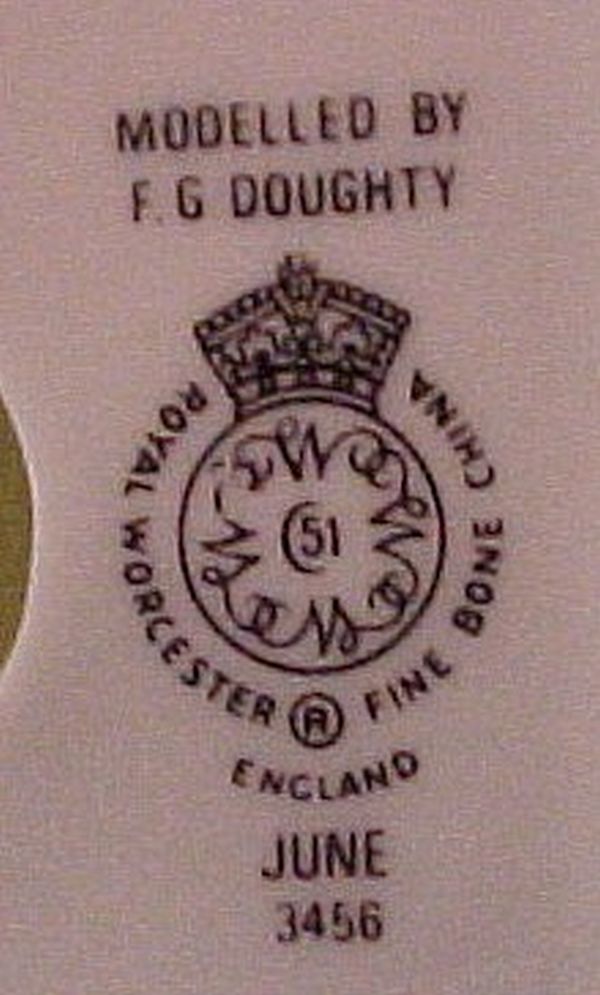 MODELLED BY
F. G DOUGHTY
51
ROYAL WORCESTER ® FINE BONE CHINA
ENGLAND
JUNE
3456